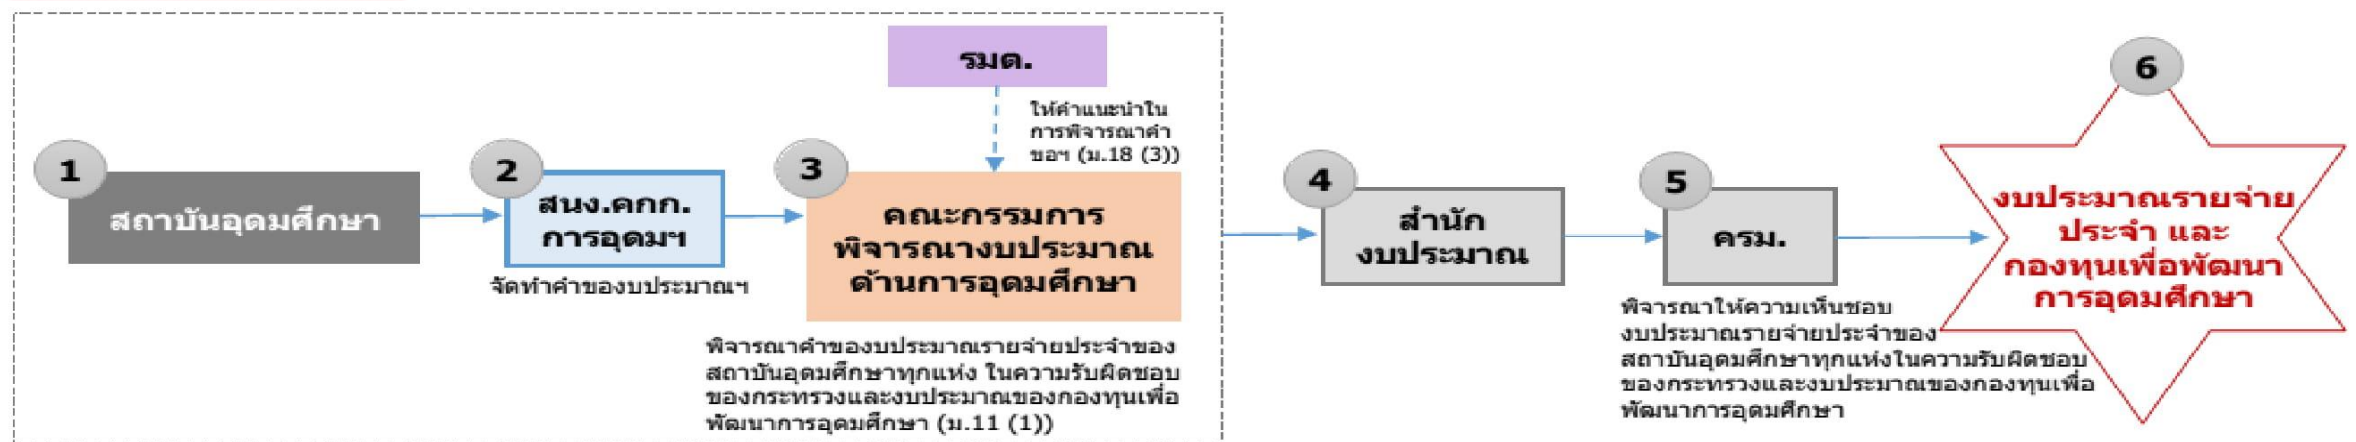 รมต.
ให้คำแนะนำใน
การพิจารณาคำ
ขอฯ (ม.18 (3))
1
สถาบันอุดมศึกษา
2
สนง.คกก.
การอุดมฯ
จัดทำคำของบประมาณฯ
3
คณะกรรมการ
พิจารณางบประมาณ
ด้านการอุดมศึกษา
พิจารณาคำของบประมาณรายจ่ายประจำของ
สถาบันอุดมศึกษาทุกแห่ง ในความรับผิดชอบ
ของกระทรวงและงบประมาณของกองทุนเพื่อ
พัฒนาการอุดมศึกษา (ม.11 (1))
4
สำนัก
งบประมาณ
5
ครม.
พิจารณาให้ความเห็นชอบ
งบประมาณรายจ่ายประจำของ
สถาบันอุดมศึกษาทุกแห่งในความรับผิดชอบ
ของกระทรวงและงบประมาณของกองทุนเพื่อ
พัฒนาการอุดมศึกษา
6
งบประมาณรายจ่าย
ประจำ และ
กองทุนเพื่อพัฒนา
การอุดมศึกษา